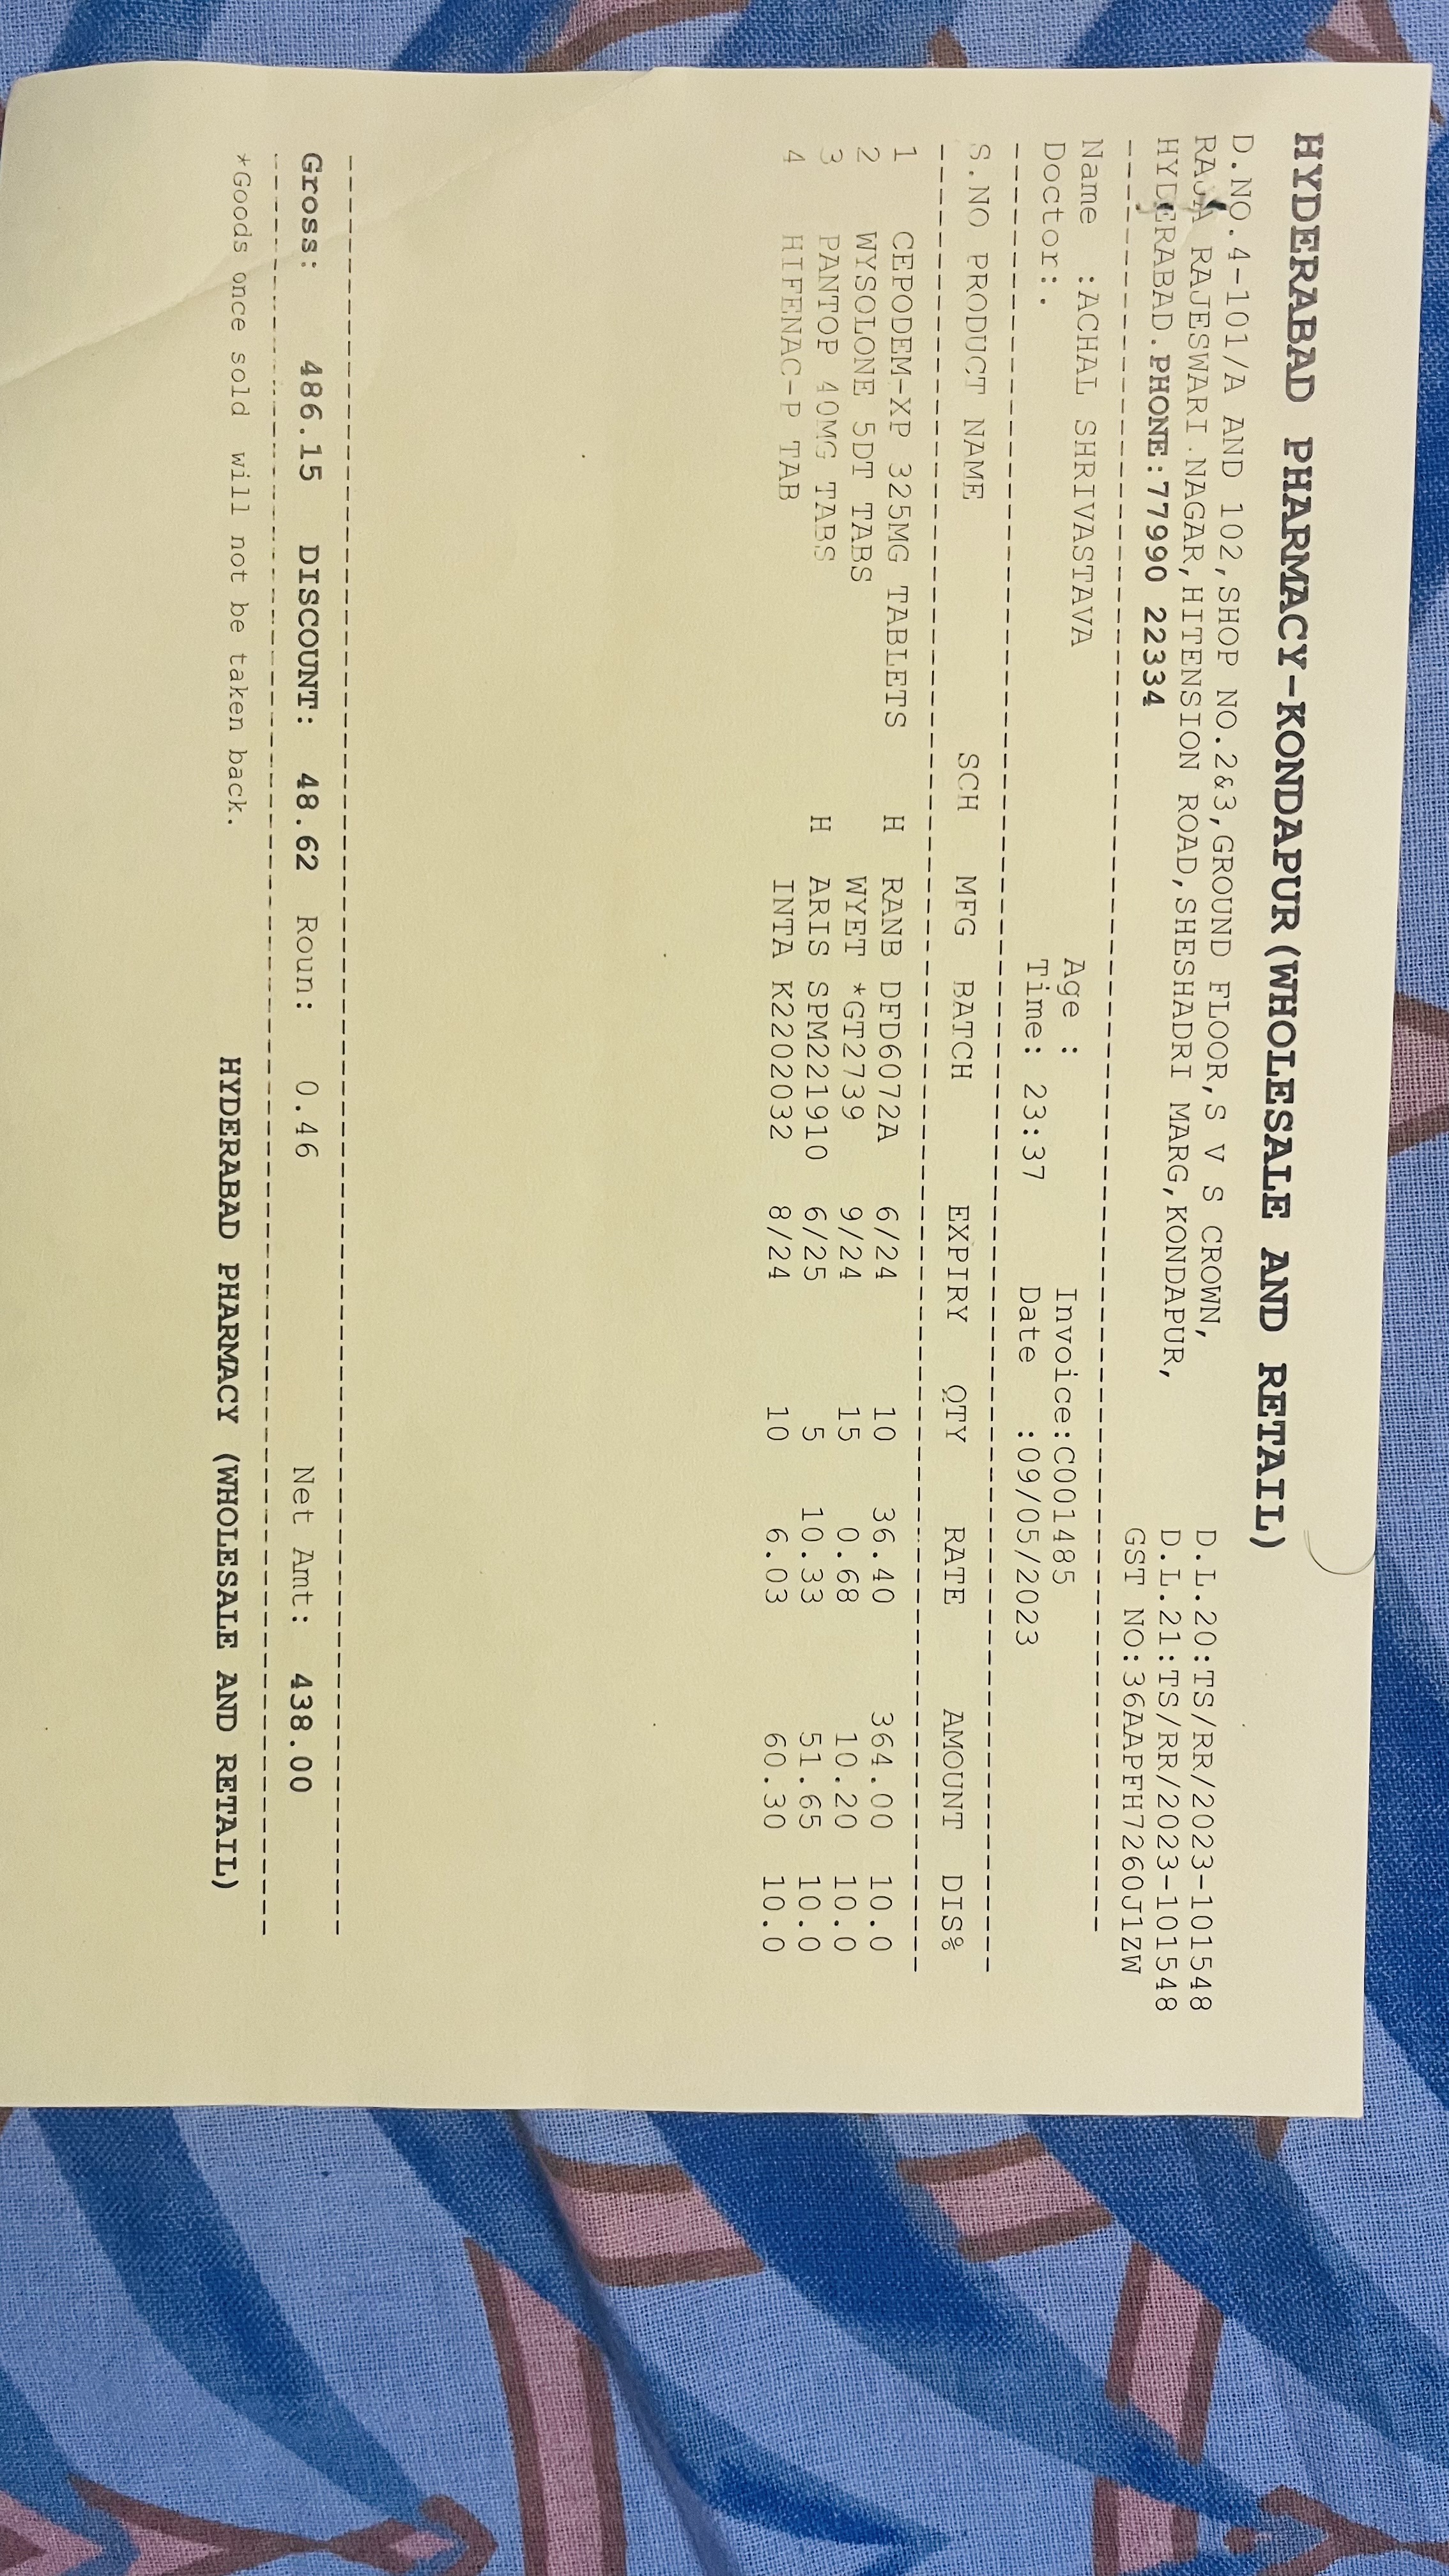 HYDERABAD PHARMACY-KONDAPUR(WHOLESALE AND RETAIL)
D.NO.4-101/A AND 102,SHOP NO.2&3,GROUND FLOOR,S V S CROWN, D.L.20:TS/RR/2023-101548
RAJA RAJESWARI NAGAR,HITENSION ROAD,SHESHADRI MARG,KONDAPUR, D.L.21:TS/RR/2023-101548
HYDERABAD.PHONE:77990 22334 GST NO:36AAPFH7260J1ZW
Name :ACHAL SHRIVASTAVA Age : Invoice:C001485
Doctor:. Time: 23:37 Date :09/05/2023
S.NO PRODUCT NAME SCH MFG BATCH EXPIRY QTY RATE AMOUNT DIS%
1 CEPODEM-XP 325MG TABLETS H RANB DFD6072A 6/24 10 36.40 364.00 10.0
2 WYSOLONE 5DT TABS WYET *GT2739 9/24 15 0.68 10.20 10.0
3 PANTOP 40MG TABS H ARIS SPM221910 6/25 5 10.33 51.65 10.0
4 HIFENAC-P TAB INTA K2202032 8/24 10 6.03 60.30 10.0
Gross: 486.15 DISCOUNT: 48.62 Roun: 0.46 Net Amt: 438.00
*Goods once sold will not be taken back.
HYDERABAD PHARMACY (WHOLESALE AND RETAIL)